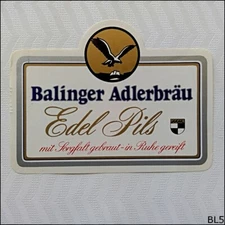 Balinger Adlerbräu
Edel Pils
mit Sorgfalt gebraut - in Ruhe gereift
BL5